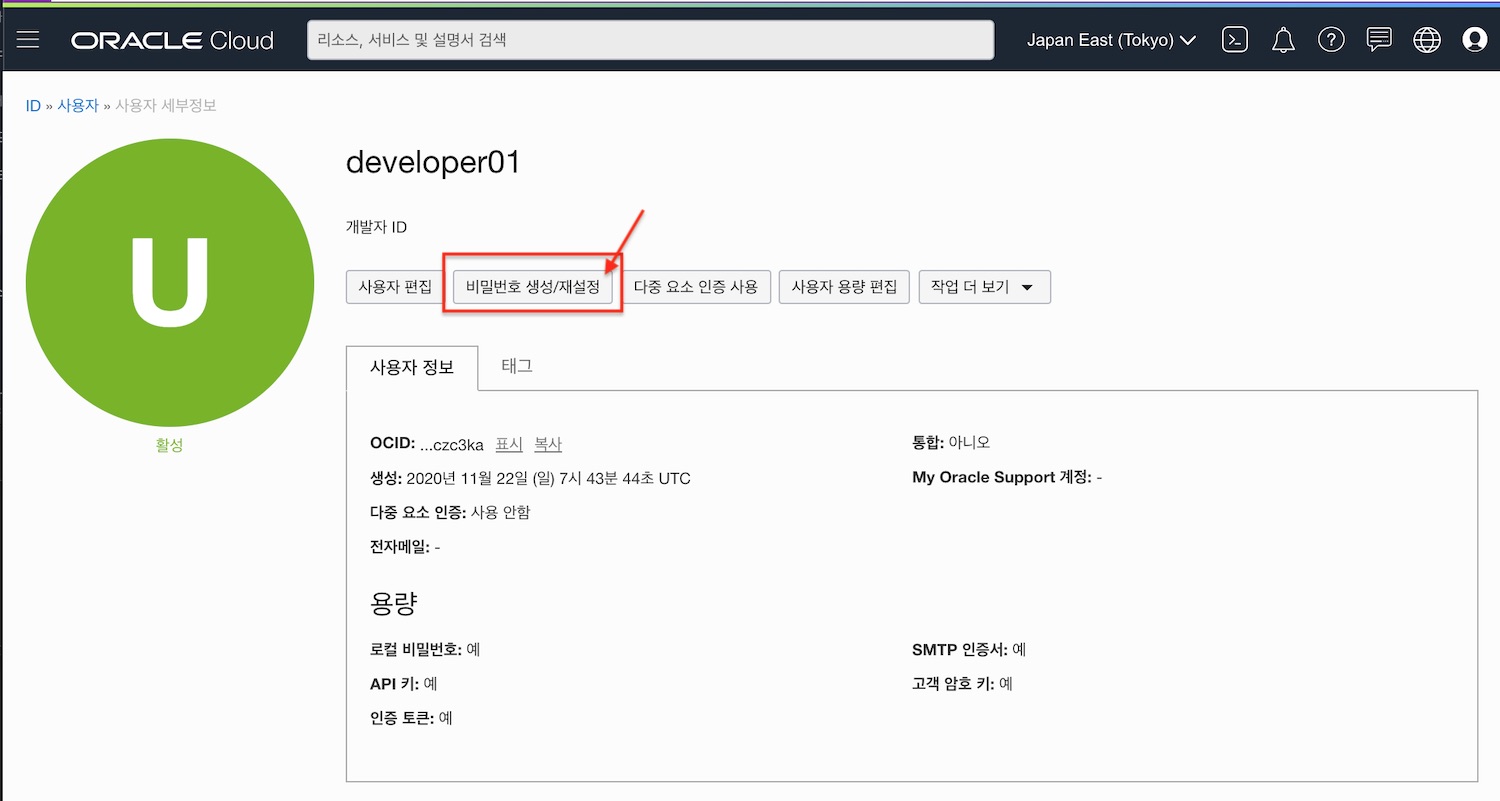 ORACLE Cloud 리소스, 서비스 및 설명서 검색 Japan East (Tokyo)
ID » 사용자 » 사용자 세부정보
U
활성
developer01
개발자 ID
사용자 편집 비밀번호 생성/재설정 다중 요소 인증 사용 사용자 용량 편집 작업 더 보기
사용자 정보 태그
OCID: ...czc3ka 표시 복사
생성: 2020년 11월 22일 (일) 7시 43분 44초 UTC
다중 요소 인증: 사용 안함
전자메일: -
통합: 아니오
My Oracle Support 계정: -
용량
로컬 비밀번호: 예
API 키: 예
인증 토큰: 예
SMTP 인증서: 예
고객 암호 키: 예